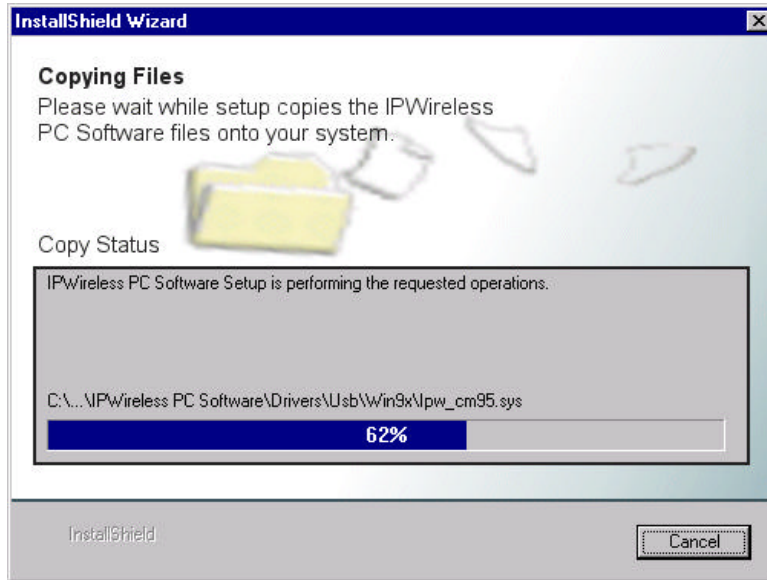 InstallShield Wizard
Copying Files
Please wait while setup copies the IPWireless
PC Software files onto your system.
Copy Status
IPWireless PC Software Setup is performing the requested operations.
C:\...\IPWireless PC Software\Drivers\Usb\Win9x\Ipw_cm95.sys
62%
InstallShield
Cancel